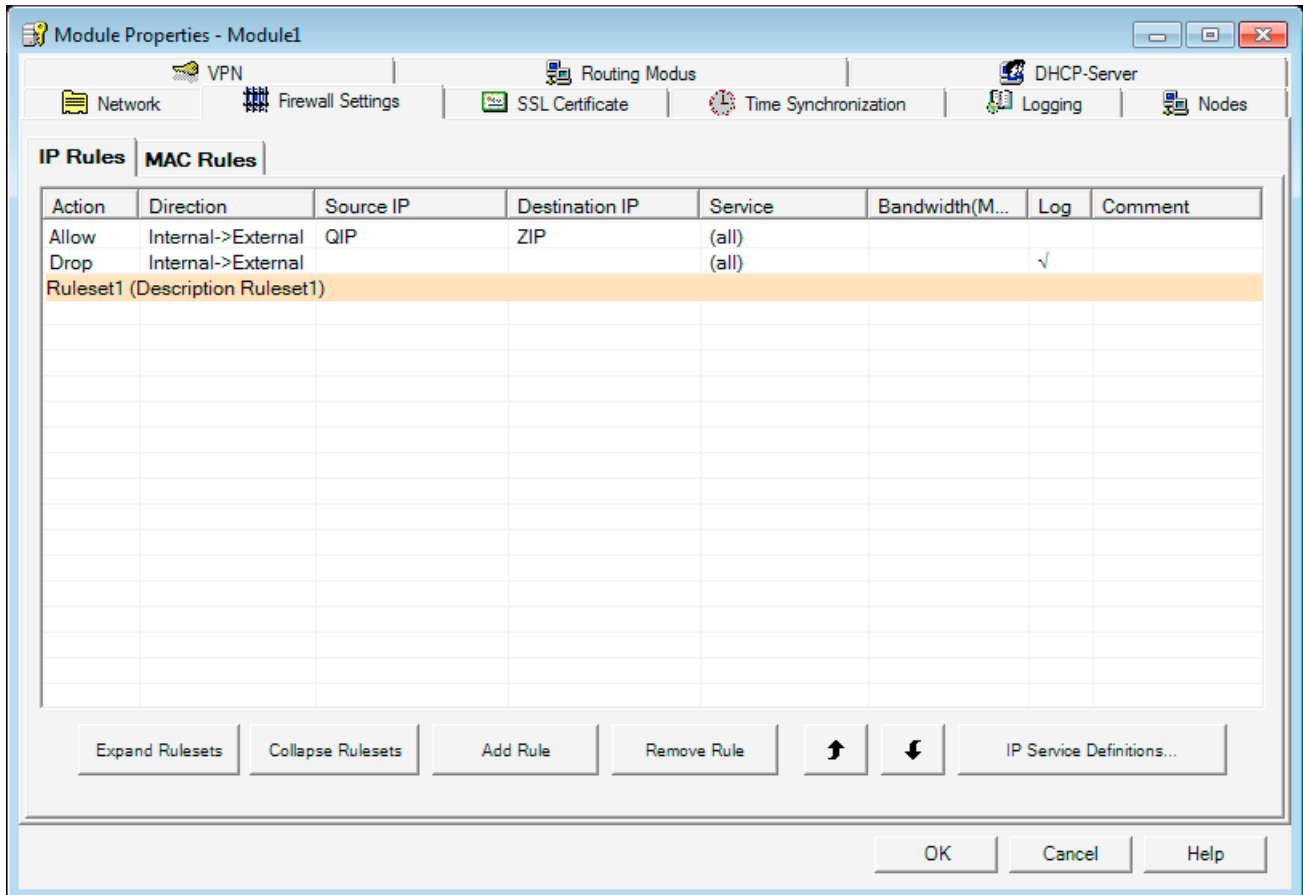 Module Properties - Module1
VPN Routing Modus DHCP-Server
Network Firewall Settings SSL Certificate Time Synchronization Logging Nodes
IP Rules MAC Rules
Action Direction Source IP Destination IP Service Bandwidth(M... Log Comment
Allow Internal->External QIP ZIP (all)
Drop Internal->External (all) √
Ruleset1 (Description Ruleset1)
Expand Rulesets Collapse Rulesets Add Rule Remove Rule IP Service Definitions...
OK Cancel Help